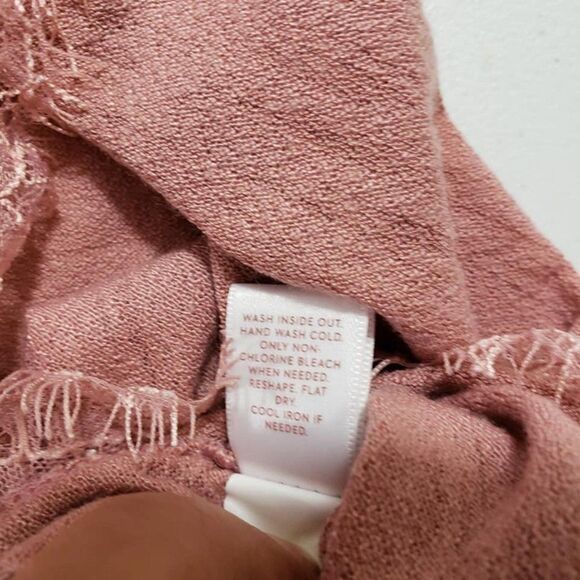 WASH INSIDE OUT.
HAND WASH COLD.
ONLY NON-
CHLORINE BLEACH
WHEN NEEDED.
RESHAPE. FLAT
DRY.
COOL IRON IF
NEEDED.